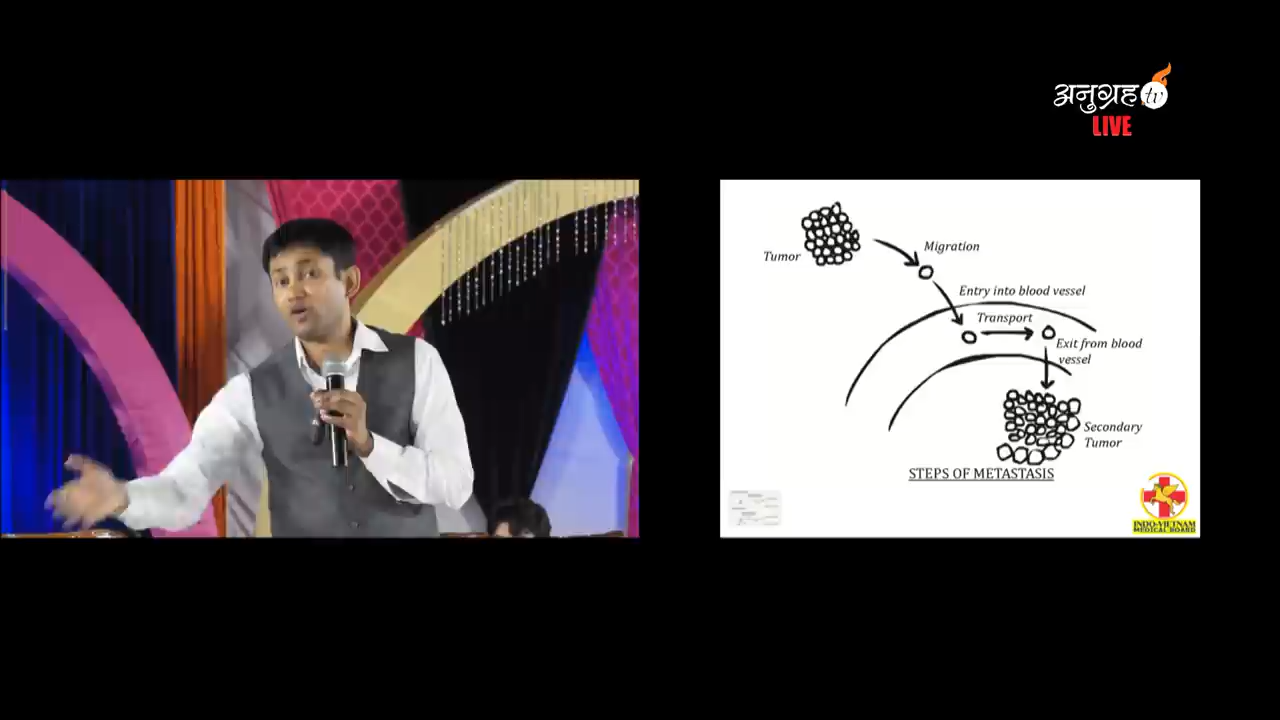 अनुग्रह tv
LIVE
Tumor
Migration
Entry into blood vessel
Transport
Exit from blood
vessel
Secondary
Tumor
STEPS OF METASTASIS
INDO-VIETNAM
MEDICAL BOARD